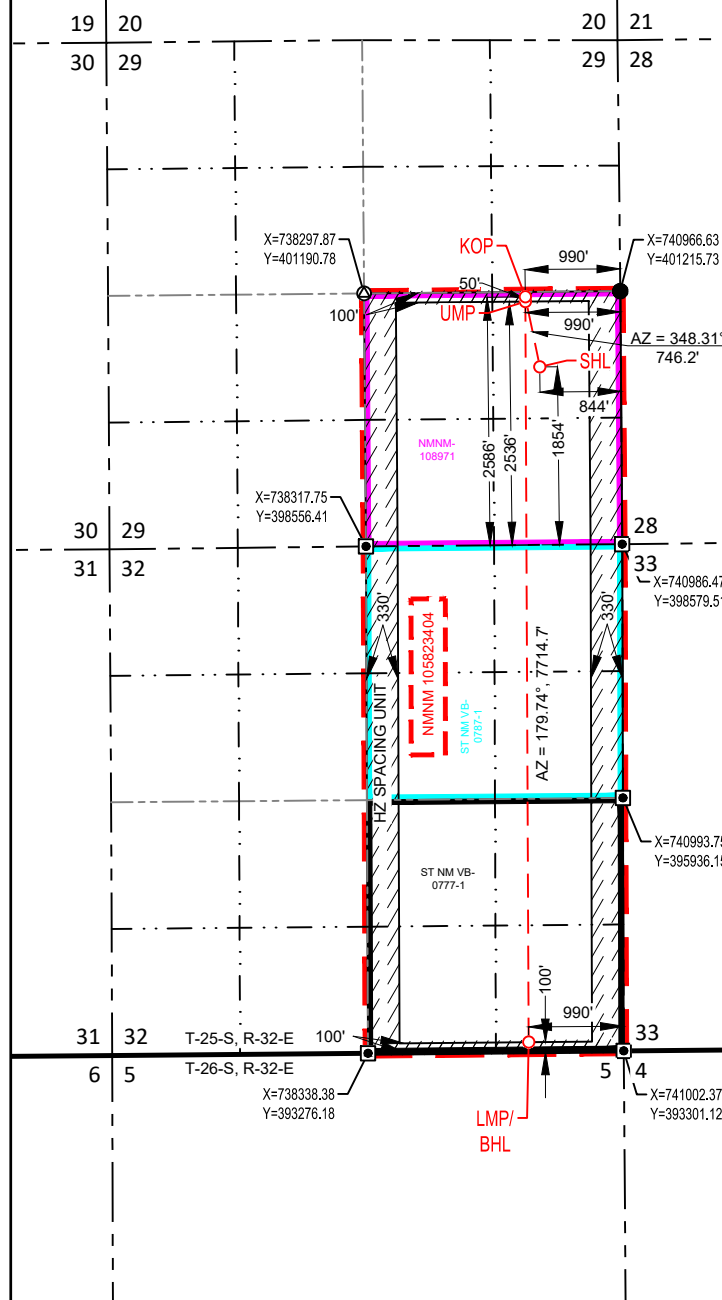 19 20
20 21
30 29
29 28
X=738297.87
Y=401190.78
KOP
990'
X=740966.63
Y=401215.73
50'
100'
UMP
990'
AZ = 348.31°
746.2'
SHL
844'
NMNM-
108971
2586'
2536'
1854'
X=738317.75
Y=398556.41
30 29
28
31 32
33
X=740986.47
Y=398579.51
330'
330'
NMNM 105823404
ST NM VB-
0787-1
AZ = 179.74°, 7714.7'
HZ SPACING UNIT
X=740993.75
Y=395936.15
ST NM VB-
0777-1
100'
990'
31 32
T-25-S, R-32-E
100'
33
6 5
T-26-S, R-32-E
5 4
X=738338.38
Y=393276.18
LMP/
BHL
X=741002.37
Y=393301.12